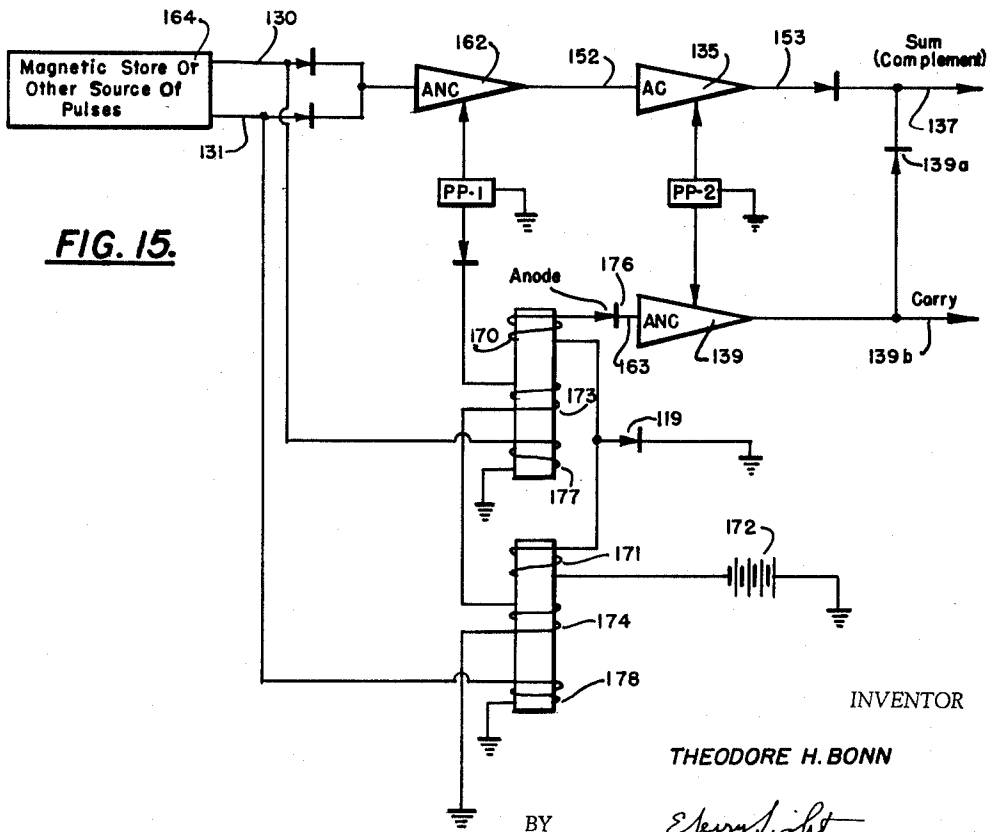 164
130
Magnetic Store Or
Other Source Of
Pulses
131
162
ANC
152
135
AC
153
Sum
(Complement)
137
139a
PP-1
PP-2
FIG. 15.
Anode
176
170
163
ANC
139
Carry
139b
173
119
177
172
171
174
178
INVENTOR
THEODORE H. BONN
BY